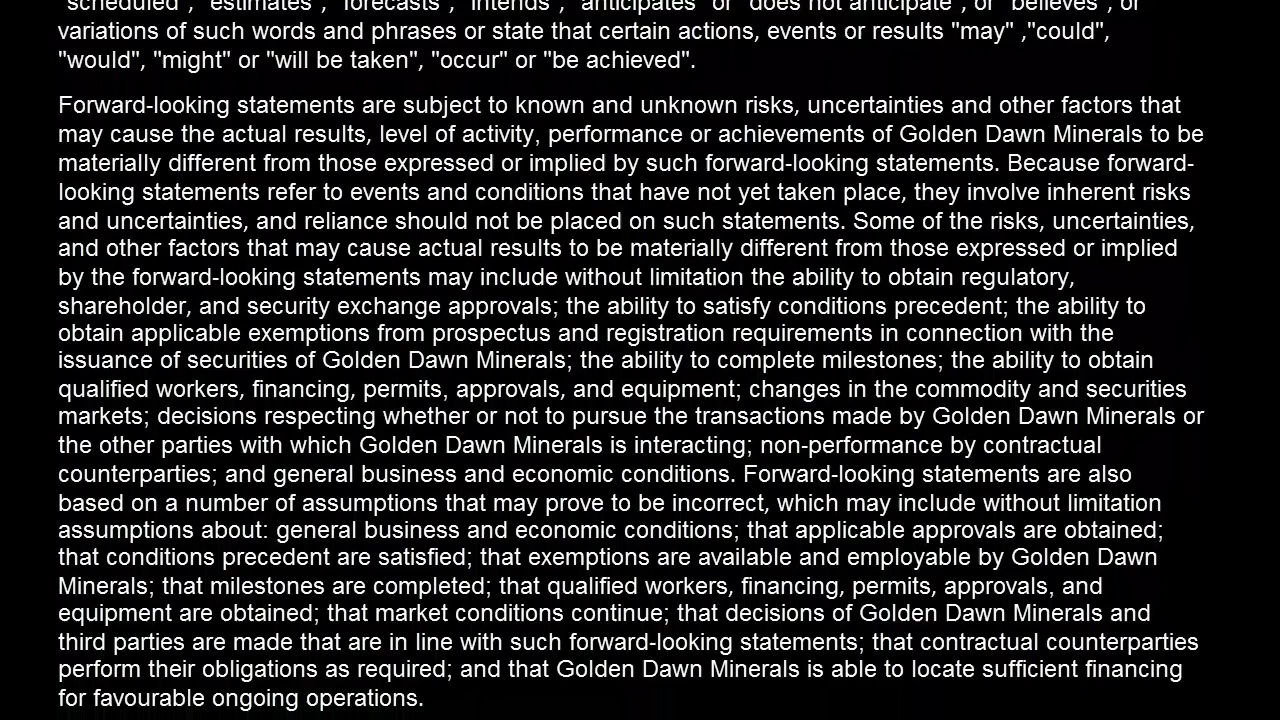 "scheduled", "estimates", "forecasts", "intends", "anticipates" or "does not anticipate", or "believes", or
variations of such words and phrases or state that certain actions, events or results "may" ,"could",
"would", "might" or "will be taken", "occur" or "be achieved".
Forward-looking statements are subject to known and unknown risks, uncertainties and other factors that
may cause the actual results, level of activity, performance or achievements of Golden Dawn Minerals to be
materially different from those expressed or implied by such forward-looking statements. Because forward-
looking statements refer to events and conditions that have not yet taken place, they involve inherent risks
and uncertainties, and reliance should not be placed on such statements. Some of the risks, uncertainties,
and other factors that may cause actual results to be materially different from those expressed or implied
by the forward-looking statements may include without limitation the ability to obtain regulatory,
shareholder, and security exchange approvals; the ability to satisfy conditions precedent; the ability to
obtain applicable exemptions from prospectus and registration requirements in connection with the
issuance of securities of Golden Dawn Minerals; the ability to complete milestones; the ability to obtain
qualified workers, financing, permits, approvals, and equipment; changes in the commodity and securities
markets; decisions respecting whether or not to pursue the transactions made by Golden Dawn Minerals or
the other parties with which Golden Dawn Minerals is interacting; non-performance by contractual
counterparties; and general business and economic conditions. Forward-looking statements are also
based on a number of assumptions that may prove to be incorrect, which may include without limitation
assumptions about: general business and economic conditions; that applicable approvals are obtained;
that conditions precedent are satisfied; that exemptions are available and employable by Golden Dawn
Minerals; that milestones are completed; that qualified workers, financing, permits, approvals, and
equipment are obtained; that market conditions continue; that decisions of Golden Dawn Minerals and
third parties are made that are in line with such forward-looking statements; that contractual counterparties
perform their obligations as required; and that Golden Dawn Minerals is able to locate sufficient financing
for favourable ongoing operations.